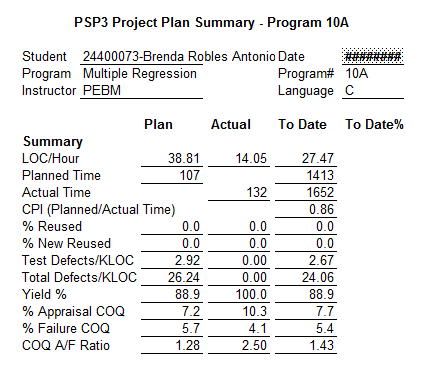 PSP3 Project Plan Summary - Program 10A
Student 24400073-Brenda Robles Antonio Date ########
Program Multiple Regression Program# 10A
Instructor PEBM Language C
Plan Actual To Date To Date%
Summary
LOC/Hour 38.81 14.05 27.47
Planned Time 107 1413
Actual Time 132 1652
CPI (Planned/Actual Time) 0.86
% Reused 0.0 0.0 0.0
% New Reused 0.0 0.0 0.0
Test Defects/KLOC 2.92 0.00 2.67
Total Defects/KLOC 26.24 0.00 24.06
Yield % 88.9 100.0 88.9
% Appraisal COQ 7.2 10.3 7.7
% Failure COQ 5.7 4.1 5.4
COQ A/F Ratio 1.28 2.50 1.43